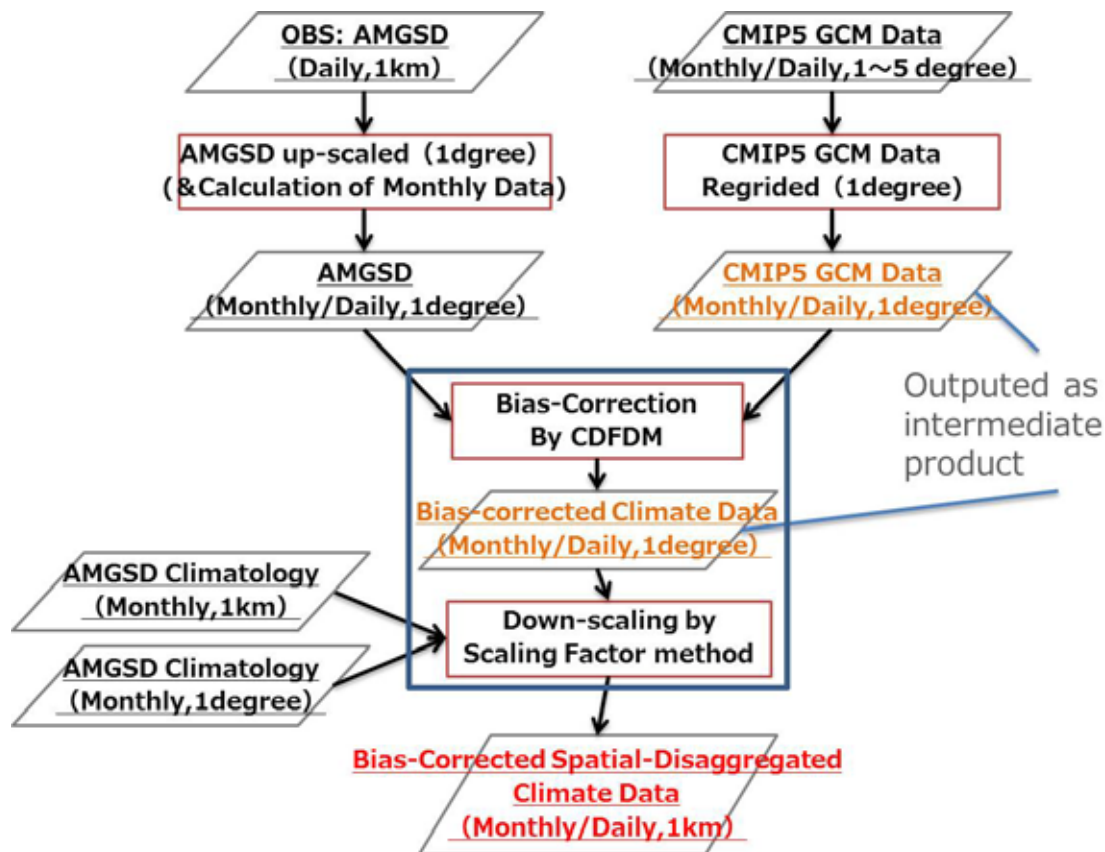 OBS: AMGSD
（Daily,1km）
CMIP5 GCM Data
（Monthly/Daily,1～5 degree）
AMGSD up-scaled（1dgree）
(＆Calculation of Monthly Data)
CMIP5 GCM Data
Regrided（1degree）
AMGSD
（Monthly/Daily,1degree）
CMIP5 GCM Data
（Monthly/Daily,1degree）
Bias-Correction
By CDFDM
Outputed as
intermediate
product
Bias-corrected Climate Data
（Monthly/Daily,1degree）
AMGSD Climatology
（Monthly,1km）
Down-scaling by
Scaling Factor method
AMGSD Climatology
（Monthly,1degree）
Bias-Corrected Spatial-Disaggregated
Climate Data
（Monthly/Daily,1km）